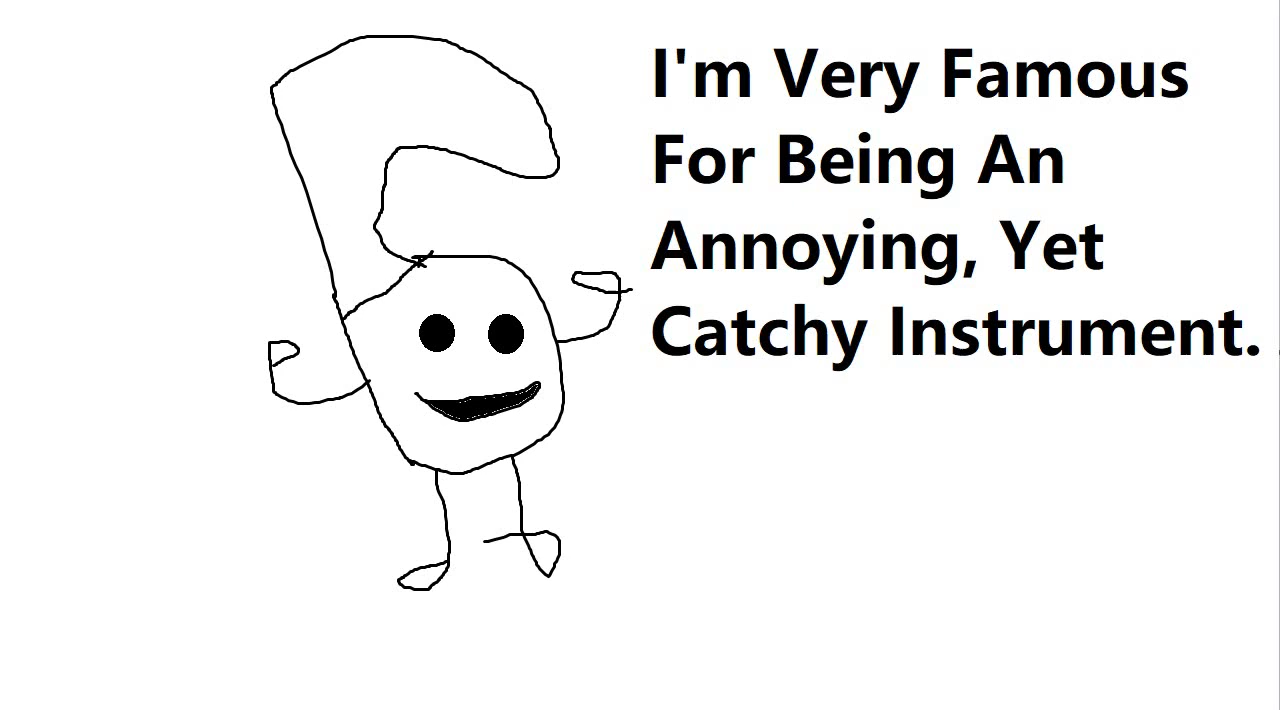 I'm Very Famous
For Being An
Annoying, Yet
Catchy Instrument.